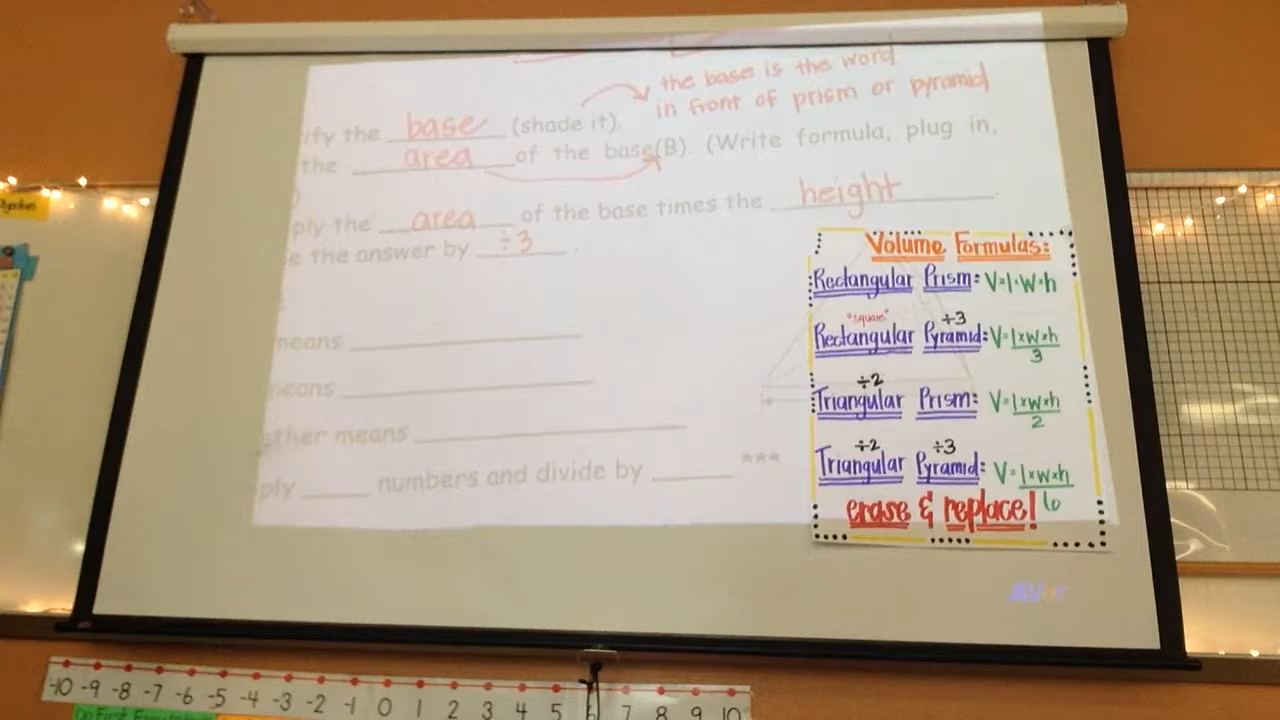 the base is the word
in front of prism or pyramid
ify the base (shade it).
the area of the base(B). (Write formula, plug in,
)
ply the area of the base times the height.
e the answer by ÷3.
means
means
ther means
ply numbers and divide by ***
Volume Formulas:
Rectangular Prism: V=l·w·h
"square" ÷3
Rectangular Pyramid: V=l×w×h
3
÷2
Triangular Prism: V=l×w×h
2
÷2 ÷3
Triangular Pyramid: V=l×w×h
6
erase & replace!
AVer
-10 -9 -8 -7 -6 -5 -4 -3 -2 -1 0 1 2 3 4 5 6 7 8 9 10